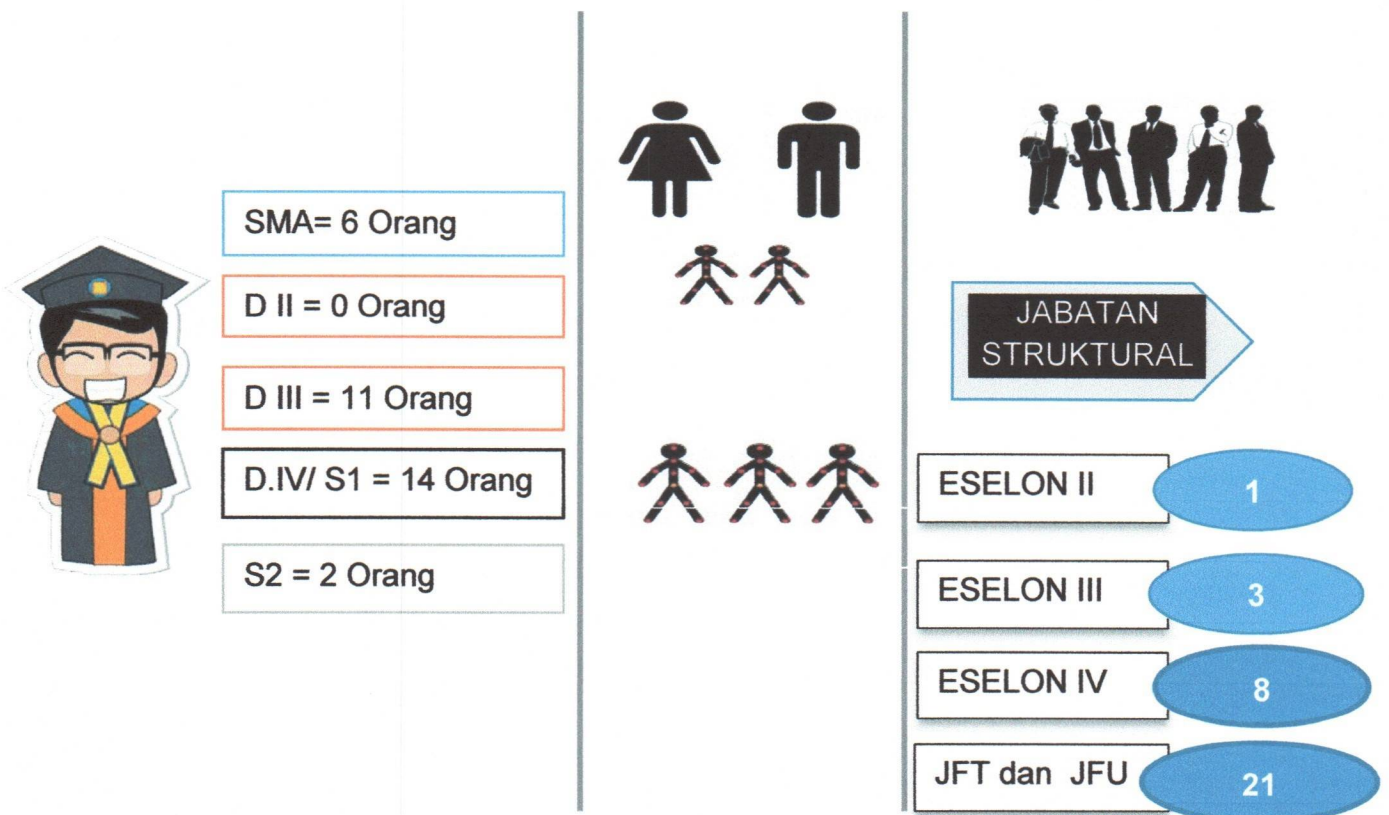 SMA= 6 Orang
D II = 0 Orang
D III = 11 Orang
D.IV/ S1 = 14 Orang
S2 = 2 Orang
JABATAN
STRUKTURAL
ESELON II
1
ESELON III
3
ESELON IV
8
JFT dan JFU
21